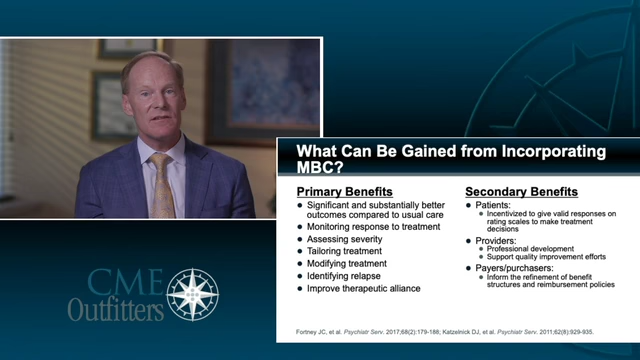 CME
Outfitters
What Can Be Gained from Incorporating
MBC?
Primary Benefits
Significant and substantially better
outcomes compared to usual care
Monitoring response to treatment
Assessing severity
Tailoring treatment
Modifying treatment
Identifying relapse
Improve therapeutic alliance
Secondary Benefits
Patients:
Incentivized to give valid responses on
rating scales to make treatment
decisions
Providers:
Professional development
Support quality improvement efforts
Payers/purchasers:
Inform the refinement of benefit
structures and reimbursement policies
Fortney JC, et al. Psychiatr Serv. 2017;68(2):179-188; Katzelnick DJ, et al. Psychiatr Serv. 2011;62(8):929-935.